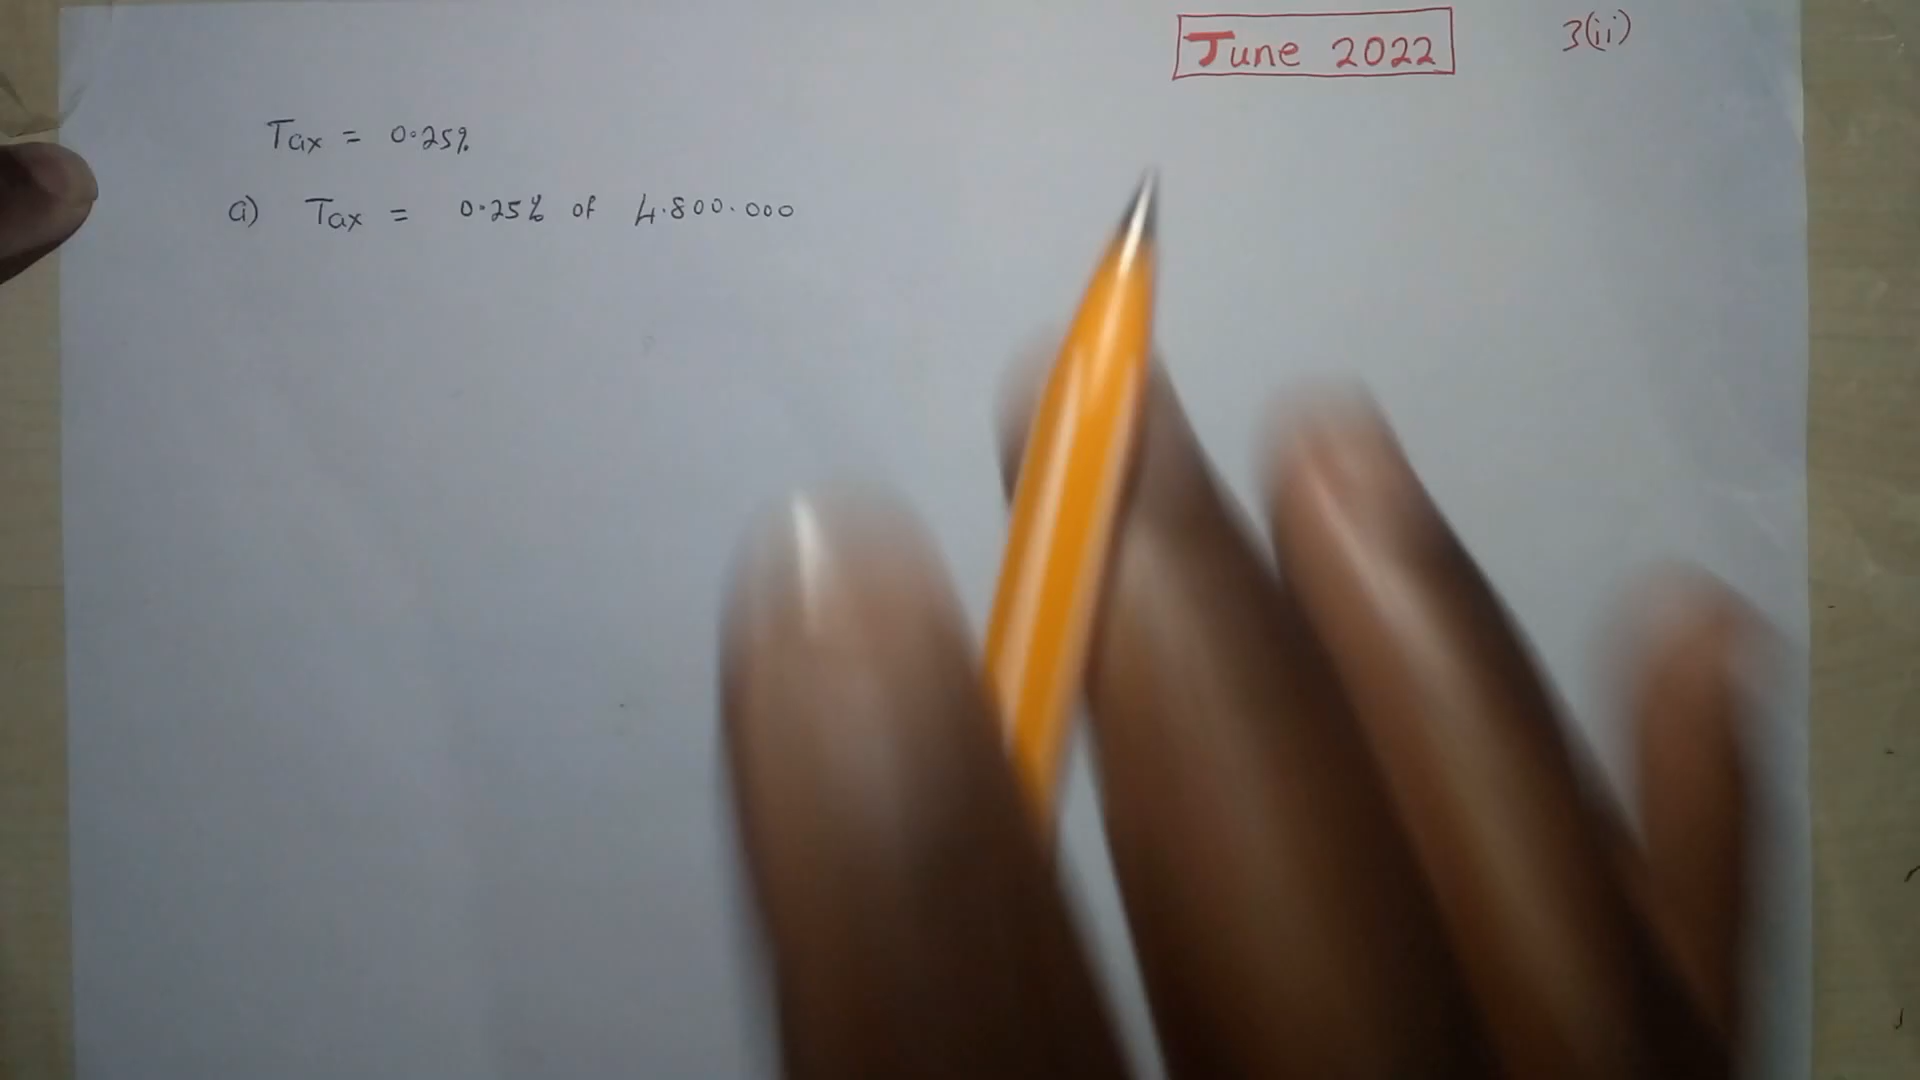 June 2022 3(ii)
Tax = 0.25%
a) Tax = 0.25% of 4.800.000